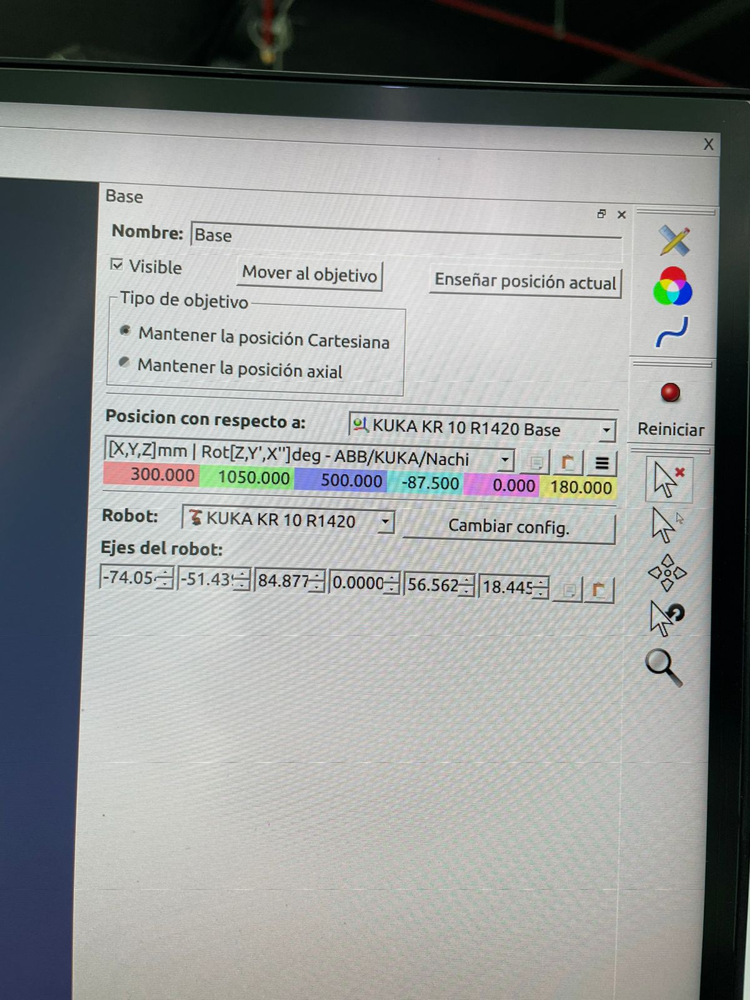 X
Base
Nombre: Base
Visible Mover al objetivo Enseñar posición actual
Tipo de objetivo
Mantener la posición Cartesiana
Mantener la posición axial
Posicion con respecto a: KUKA KR 10 R1420 Base
Reiniciar
[X,Y,Z]mm | Rot[Z,Y',X'']deg - ABB/KUKA/Nachi
300.000 1050.000 500.000 -87.500 0.000 180.000
Robot: KUKA KR 10 R1420 Cambiar config.
Ejes del robot:
-74.05 -51.43 84.877 0.0000 56.562 18.445